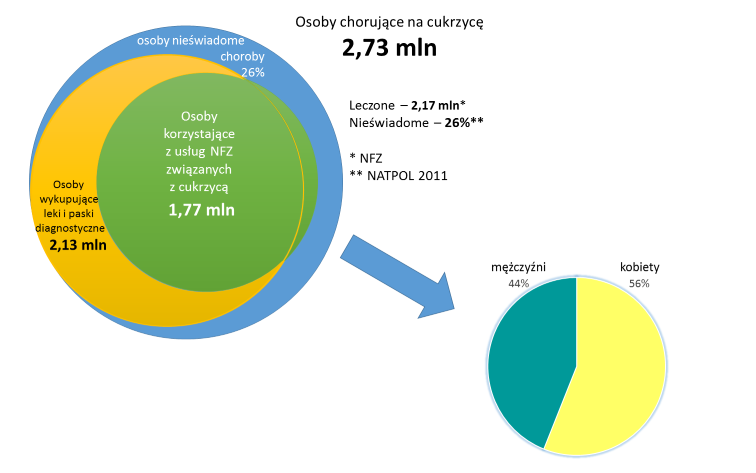 Osoby chorujące na cukrzycę
2,73 mln
osoby nieświadome
choroby
26%
Leczone – 2,17 mln*
Nieświadome – 26%**
* NFZ
** NATPOL 2011
Osoby
korzystające
z usług NFZ
związanych
z cukrzycą
1,77 mln
Osoby
wykupujące
leki i paski
diagnostyczne
2,13 mln
mężczyźni
44%
kobiety
56%